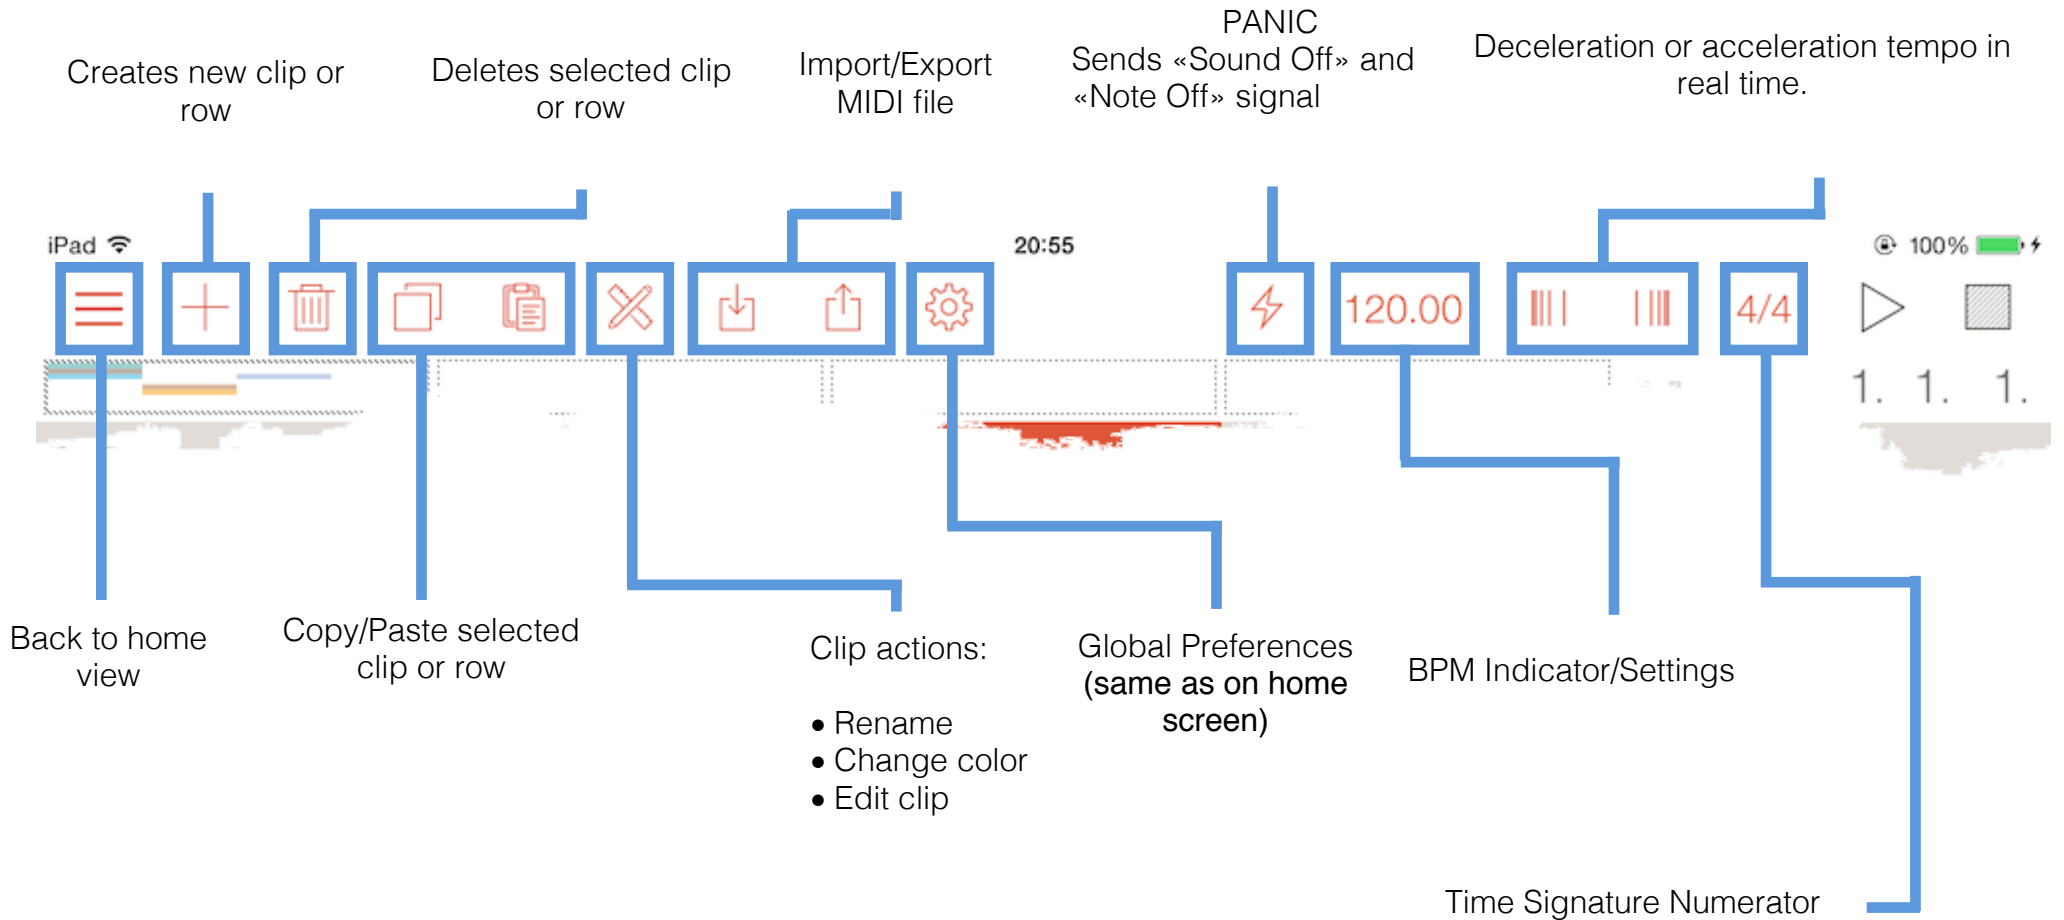 Creates new clip or
row
Deletes selected clip
or row
Import/Export
MIDI file
PANIC
Sends «Sound Off» and
«Note Off» signal
Deceleration or acceleration tempo in
real time.
iPad
20:55
100%
120.00
4/4
1. 1. 1.
Back to home
view
Copy/Paste selected
clip or row
Clip actions:
• Rename
• Change color
• Edit clip
Global Preferences
(same as on home
screen)
BPM Indicator/Settings
Time Signature Numerator